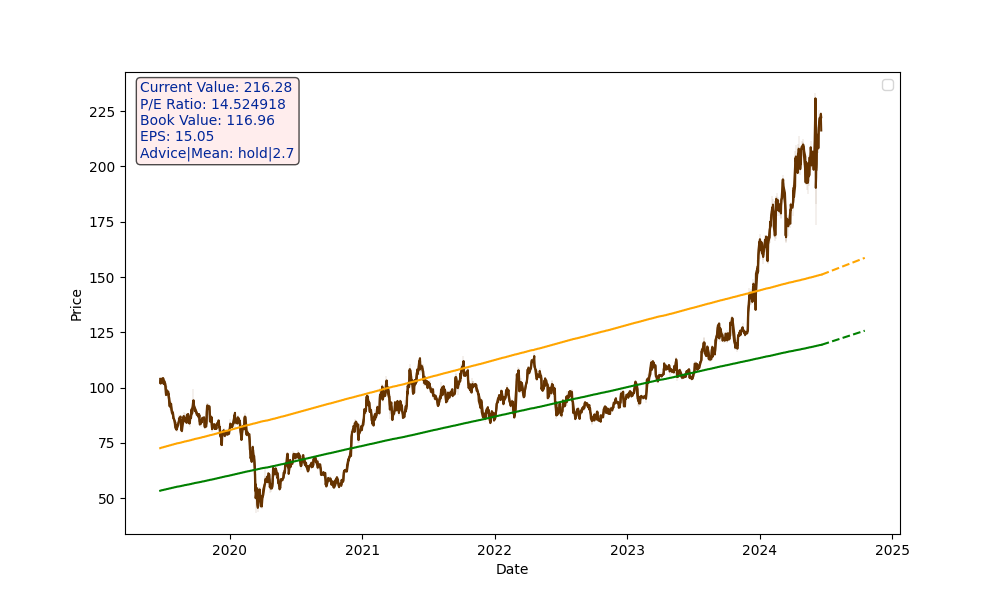 Current Value: 216.28
P/E Ratio: 14.524918
Book Value: 116.96
EPS: 15.05
Advice|Mean: hold|2.7
225
200
175
150
125
100
75
50
Price
2020 2021 2022 2023 2024 2025
Date